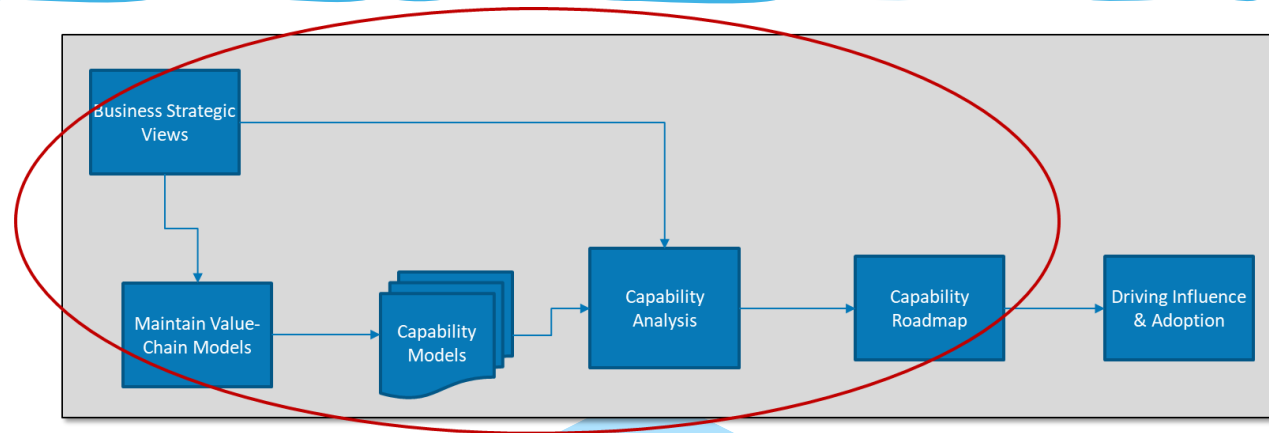 Business Strategic
Views
Maintain Value-
Chain Models
Capability
Models
Capability
Analysis
Capability
Roadmap
Driving Influence
& Adoption